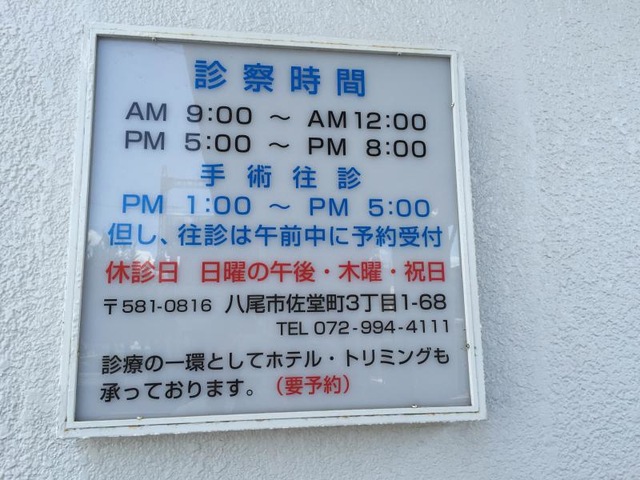 診察時間
AM 9:00 ～ AM12:00
PM 5:00 ～ PM 8:00
手術往診
PM 1:00 ～ PM 5:00
但し、往診は午前中に予約受付
休診日 日曜の午後・木曜・祝日
〒581-0816 八尾市佐堂町3丁目1-68
TEL 072-994-4111
診療の一環としてホテル・トリミングも
承っております。（要予約）